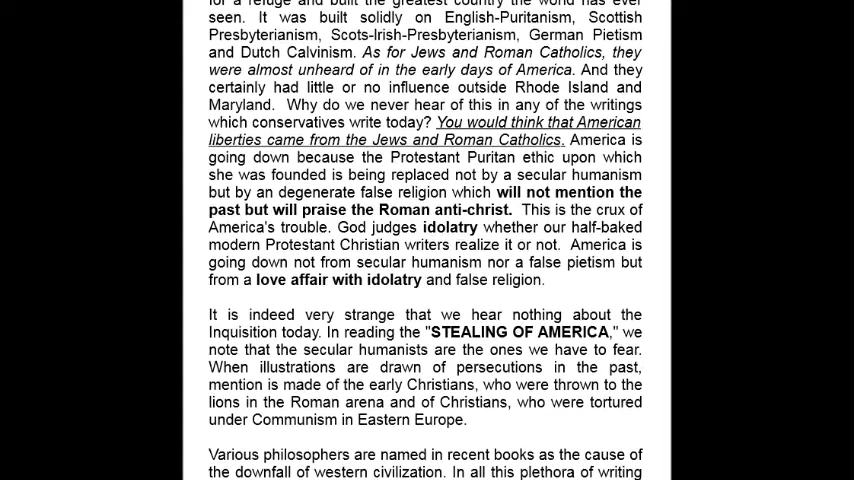 for a refuge and built the greatest country the world has ever
seen. It was built solidly on English-Puritanism, Scottish
Presbyterianism, Scots-Irish-Presbyterianism, German Pietism
and Dutch Calvinism. As for Jews and Roman Catholics, they
were almost unheard of in the early days of America. And they
certainly had little or no influence outside Rhode Island and
Maryland. Why do we never hear of this in any of the writings
which conservatives write today? You would think that American
liberties came from the Jews and Roman Catholics. America is
going down because the Protestant Puritan ethic upon which
she was founded is being replaced not by a secular humanism
but by an degenerate false religion which will not mention the
past but will praise the Roman anti-christ. This is the crux of
America's trouble. God judges idolatry whether our half-baked
modern Protestant Christian writers realize it or not. America is
going down not from secular humanism nor a false pietism but
from a love affair with idolatry and false religion.
It is indeed very strange that we hear nothing about the
Inquisition today. In reading the "STEALING OF AMERICA," we
note that the secular humanists are the ones we have to fear.
When illustrations are drawn of persecutions in the past,
mention is made of the early Christians, who were thrown to the
lions in the Roman arena and of Christians, who were tortured
under Communism in Eastern Europe.
Various philosophers are named in recent books as the cause of
the downfall of western civilization. In all this plethora of writing